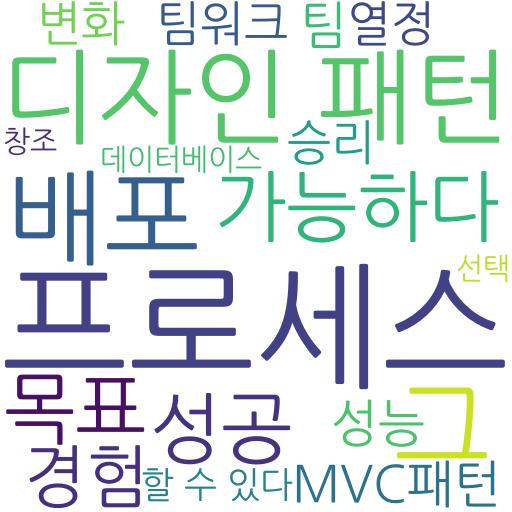 변화 팀워크 팀 열정
디자인 패턴
창조 데이터베이스 승리
배포 가능하다
프로세스 선택
목표 성공 성능 그
경험 할 수 있다 MVC패턴